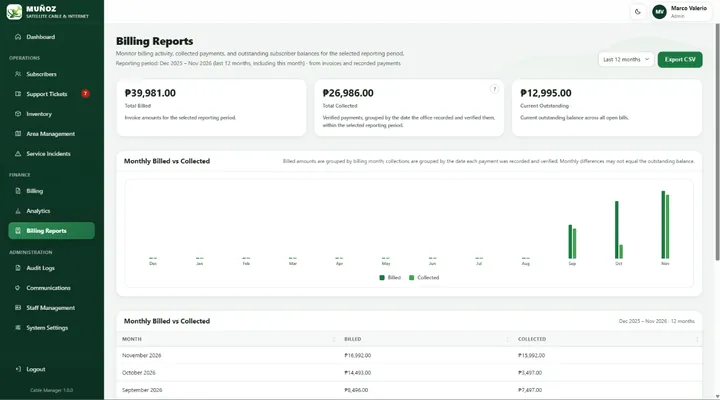 MUÑOZ
SATELLITE CABLE & INTERNET
Dashboard
OPERATIONS
Subscribers
Support Tickets 7
Inventory
Area Management
Service Incidents
FINANCE
Billing
Analytics
Billing Reports
ADMINISTRATION
Audit Logs
Communications
Staff Management
System Settings
Logout
Cable Manager 1.0.0
MV
Marco Valerio
Admin
Billing Reports
Monitor billing activity, collected payments, and outstanding subscriber balances for the selected reporting period.
Reporting period: Dec 2025 – Nov 2026 (last 12 months, including this month) · from invoices and recorded payments.
Last 12 months
Export CSV
₱39,981.00
Total Billed
Invoice amounts for the selected reporting period.
₱26,986.00
?
Total Collected
Verified payments, grouped by the date the office recorded and verified them, within the selected reporting period.
₱12,995.00
Current Outstanding
Current outstanding balance across all open bills.
Monthly Billed vs Collected
Billed amounts are grouped by billing month; collections are grouped by the date each payment was recorded and verified. Monthly differences may not equal the outstanding balance.
Dec Jan Feb Mar Apr May Jun Jul Aug Sep Oct Nov
Billed Collected
Monthly Billed vs Collected
Dec 2025 – Nov 2026 · 12 months
MONTH BILLED COLLECTED
November 2026 ₱16,992.00 ₱15,992.00
October 2026 ₱14,493.00 ₱3,497.00
September 2026 ₱8,496.00 ₱7,497.00